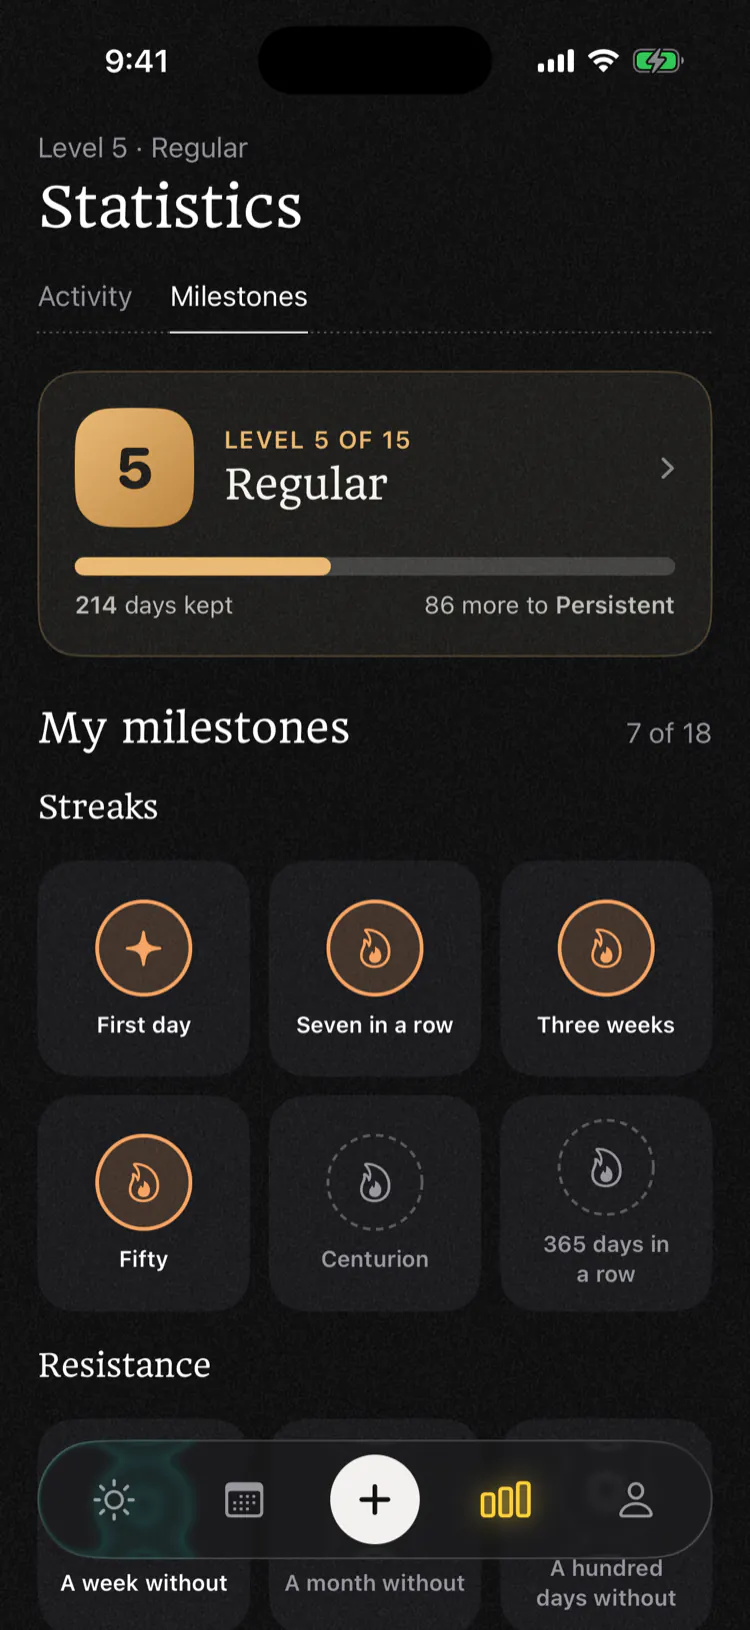 9:41
Level 5 · Regular
Statistics
Activity
Milestones
5
LEVEL 5 OF 15
Regular
214 days kept
86 more to Persistent
My milestones
7 of 18
Streaks
First day
Seven in a row
Three weeks
Fifty
Centurion
365 days in
a row
Resistance
A week without
A month without
A hundred
days without